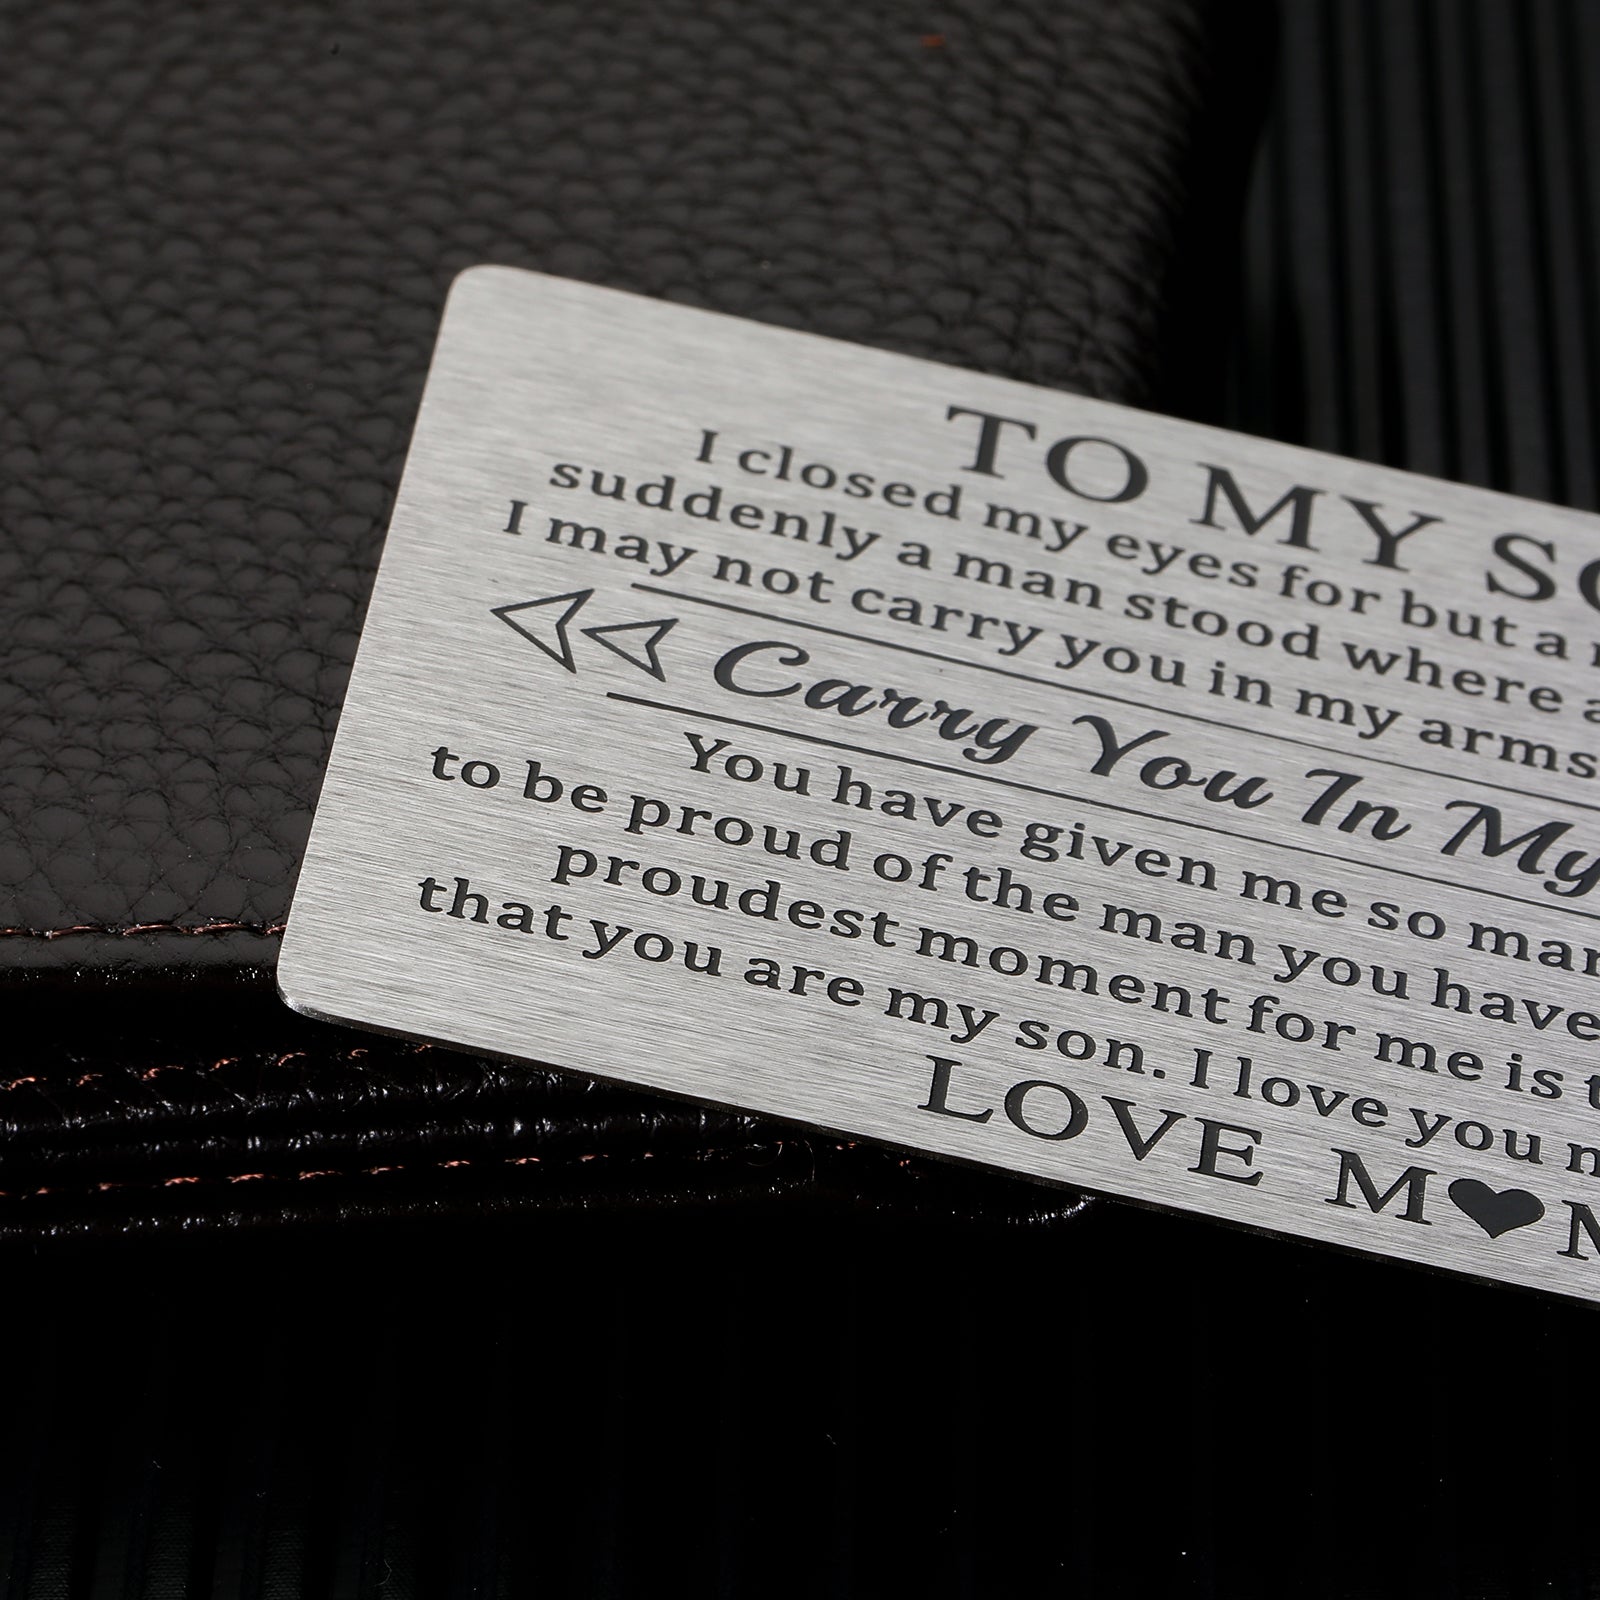 TO MY
I closed my eyes for but a
suddenly a man stood where
I may not carry you in my arms
Carry You In My
You have given me so
to be proud of the man you have
proudest moment for me is
that you are my son. I love you
LOVE M♥M